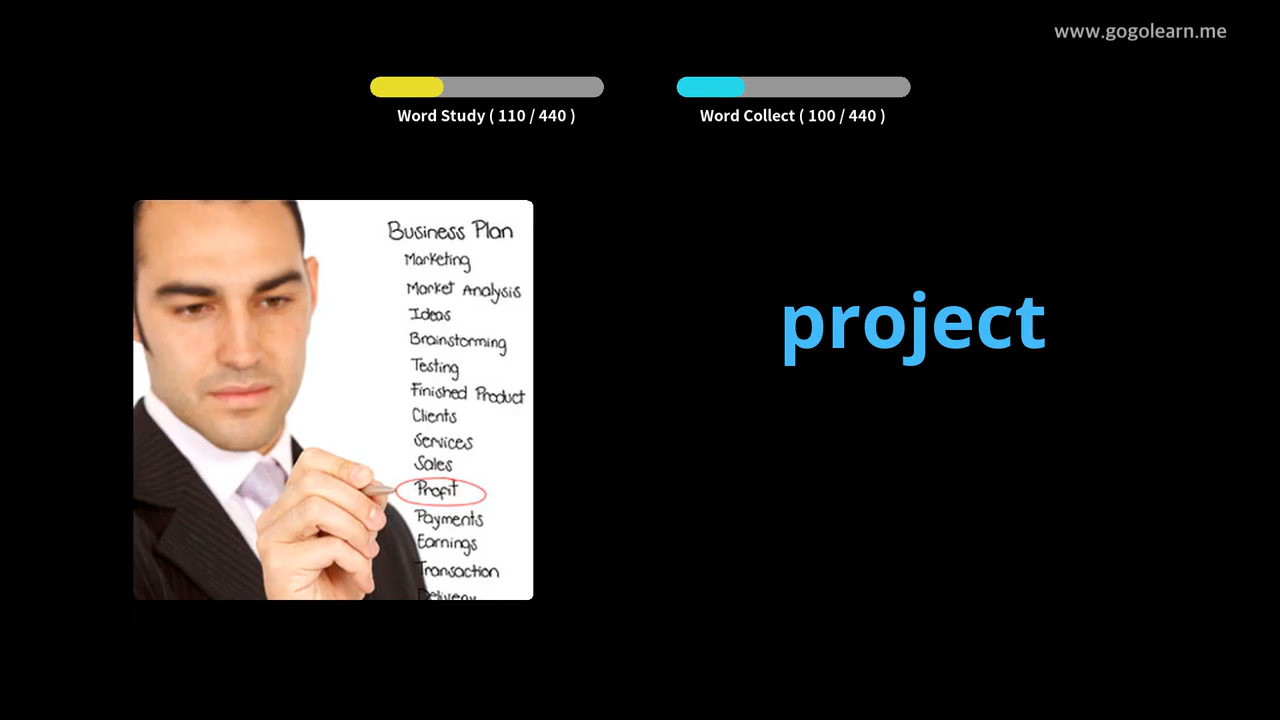 www.gogolearn.me
Word Study ( 110 / 440 )
Word Collect ( 100 / 440 )
Business Plan
Marketing
Market Analysis
Ideas
Brainstorming
Testing
Finished Product
Clients
Services
Sales
Profit
Payments
Earnings
Transaction
Delivery
project